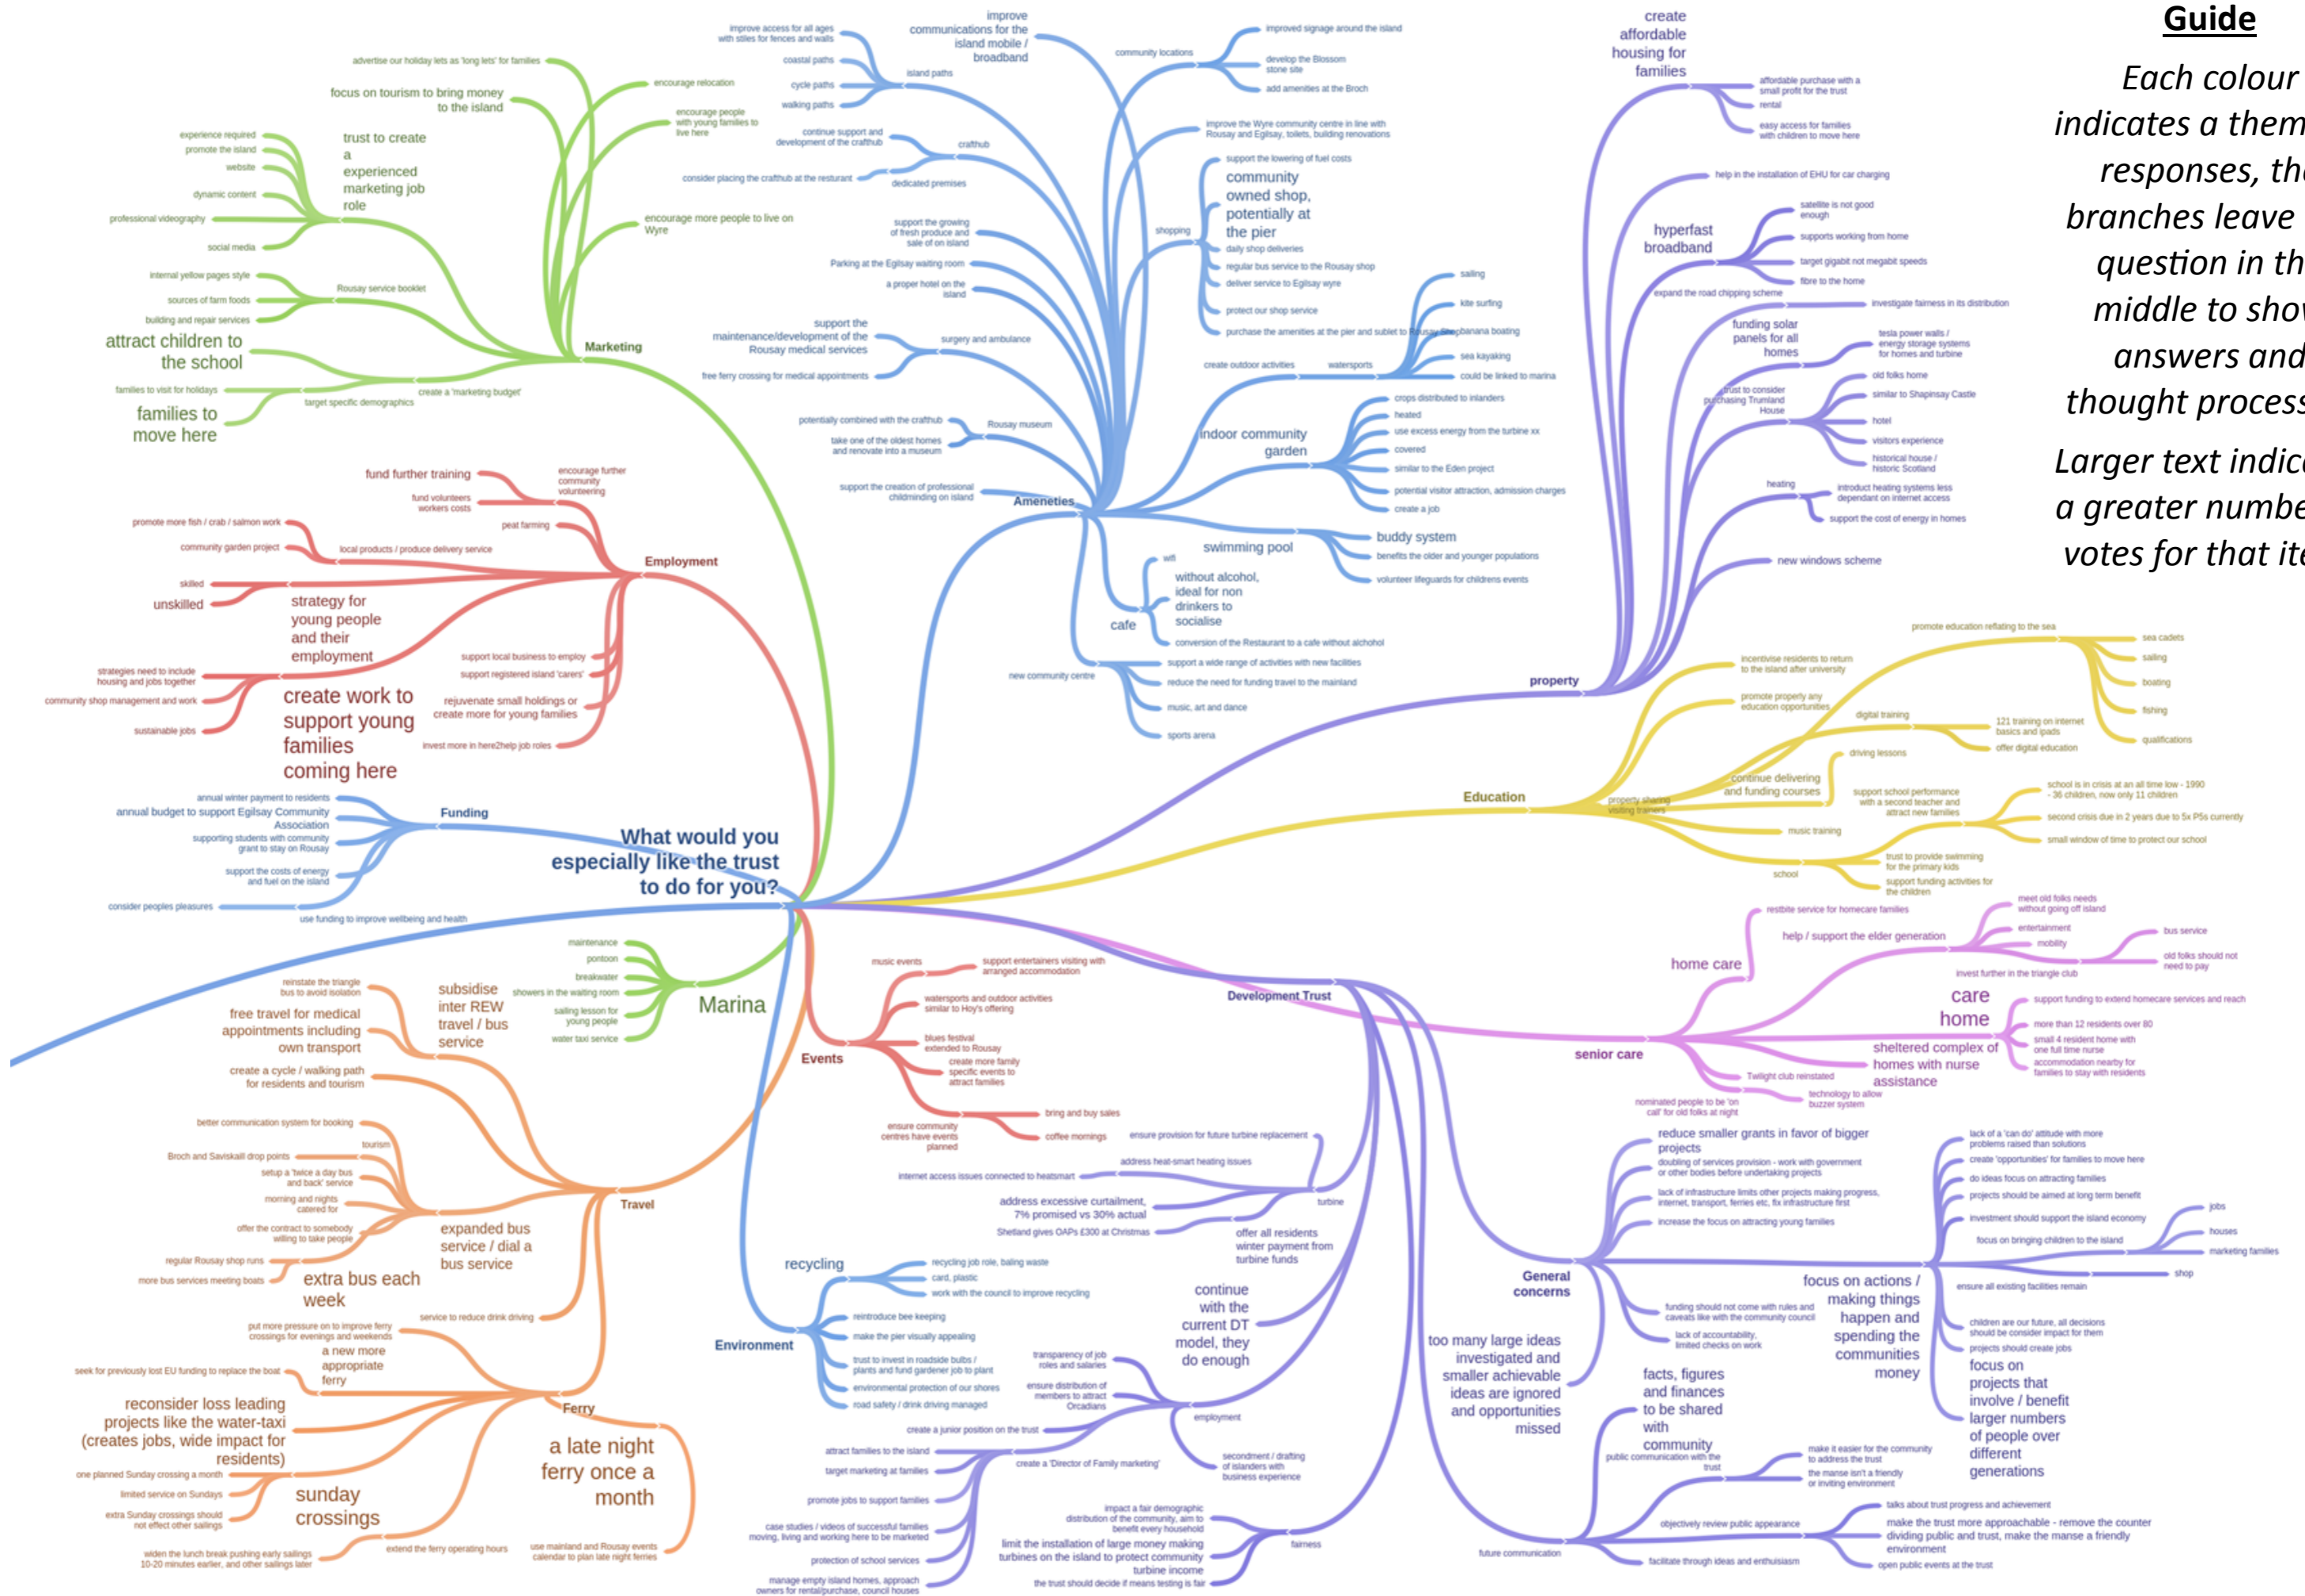 Guide
Each colour
indicates a them
responses, tha
branches leave
question in th
middle to show
answers and
thought process
Larger text indica
a greater numbe
votes for that ite
What would you
especially like the trust
to do for you?
Marketing
advertise our holiday lets as 'long lets' for families
focus on tourism to bring money
to the island
encourage relocation
encourage people
with young families to
live here
encourage more people to live on
Wyre
trust to create
a
experienced
marketing job
role
experience required
promote the island
website
dynamic content
professional videography
social media
Rousay service booklet
internal yellow pages style
sources of farm foods
building and repair services
create a 'marketing budget'
attract children to
the school
target specific demographics
families to visit for holidays
families to
move here
Employment
encourage further
community
volunteering
fund further training
fund volunteers
workers costs
peat farming
local products / produce delivery service
promote more fish / crab / salmon work
community garden project
strategy for
young people
and their
employment
skilled
unskilled
create work to
support young
families
coming here
strategies need to include
housing and jobs together
community shop management and work
sustainable jobs
support local business to employ
support registered island 'carers'
rejuvenate small holdings or
create more for young families
invest more in here2help job roles
Funding
annual winter payment to residents
annual budget to support Egilsay Community
Association
supporting students with community
grant to stay on Rousay
support the costs of energy
and fuel on the island
use funding to improve wellbeing and health
consider peoples pleasures
Marina
maintenance
pontoon
breakwater
showers in the waiting room
sailing lesson for
young people
water taxi service
Travel
subsidise
inter REW
travel / bus
service
reinstate the triangle
bus to avoid isolation
free travel for medical
appointments including
own transport
create a cycle / walking path
for residents and tourism
expanded bus
service / dial a
bus service
better communication system for booking
tourism
Broch and Saviskaill drop points
setup a 'twice a day bus
and back' service
morning and nights
catered for
offer the contract to somebody
willing to take people
extra bus each
week
regular Rousay shop runs
more bus services meeting boats
service to reduce drink driving
Ferry
put more pressure on to improve ferry
crossings for evenings and weekends
a new more
appropriate
ferry
seek for previously lost EU funding to replace the boat
reconsider loss leading
projects like the water-taxi
(creates jobs, wide impact for
residents)
sunday
crossings
one planned Sunday crossing a month
limited service on Sundays
extra Sunday crossings should
not effect other sailings
extend the ferry operating hours
widen the lunch break pushing early sailings
10-20 minutes earlier, and other sailings later
a late night
ferry once a
month
use mainland and Rousay events
calendar to plan late night ferries
Ameneties
improve
communications for the
island mobile /
broadband
island paths
improve access for all ages
with stiles for fences and walls
coastal paths
cycle paths
walking paths
crafthub
continue support and
development of the crafthub
dedicated premises
consider placing the crafthub at the resturant
support the growing
of fresh produce and
sale of on island
Parking at the Egilsay waiting room
a proper hotel on the
island
surgery and ambulance
support the
maintenance/development of the
Rousay medical services
free ferry crossing for medical appointments
Rousay museum
potentially combined with the crafthub
take one of the oldest homes
and renovate into a museum
support the creation of professional
childminding on island
community locations
improved signage around the island
develop the Blossom
stone site
add amenities at the Broch
improve the Wyre community centre in line with
Rousay and Egilsay, toilets, building renovations
shopping
support the lowering of fuel costs
community
owned shop,
potentially at
the pier
daily shop deliveries
regular bus service to the Rousay shop
deliver service to Egilsay wyre
protect our shop service
purchase the amenities at the pier and sublet to Rousay Shop
create outdoor activities
watersports
sailing
kite surfing
banana boating
sea kayaking
could be linked to marina
indoor community
garden
crops distributed to inlanders
heated
use excess energy from the turbine xx
covered
similar to the Eden project
potential visitor attraction, admission charges
create a job
swimming pool
buddy system
benefits the older and younger populations
volunteer lifeguards for childrens events
cafe
wifi
without alcohol,
ideal for non
drinkers to
socialise
conversion of the Restaurant to a cafe without alchohol
new community centre
support a wide range of activities with new facilities
reduce the need for funding travel to the mainland
music, art and dance
sports arena
property
create
affordable
housing for
families
affordable purchase with a
small profit for the trust
rental
easy access for families
with children to move here
help in the installation of EHU for car charging
hyperfast
broadband
satellite is not good
enough
supports working from home
target gigabit not megabit speeds
fibre to the home
expand the road chipping scheme
investigate fairness in its distribution
funding solar
panels for all
homes
tesla power walls /
energy storage systems
for homes and turbine
trust to consider
purchasing Trumland
House
old folks home
similar to Shapinsay Castle
hotel
visitors experience
historical house /
historic Scotland
heating
introduct heating systems less
dependant on internet access
support the cost of energy in homes
new windows scheme
Education
incentivise residents to return
to the island after university
promote properly any
education opportunities
promote education reflating to the sea
sea cadets
sailing
boating
fishing
qualifications
digital training
121 training on internet
basics and ipads
offer digital education
continue delivering
and funding courses
driving lessons
property sharing
visiting trainers
music training
school
support school performance
with a second teacher and
attract new families
school is in crisis at an all time low - 1990
- 36 children, now only 11 children
second crisis due in 2 years due to 5x P5s currently
small window of time to protect our school
trust to provide swimming
for the primary kids
support funding activities for
the children
senior care
home care
restbite service for homecare families
help / support the elder generation
meet old folks needs
without going off island
entertainment
mobility
invest further in the triangle club
bus service
old folks should not
need to pay
care
home
support funding to extend homecare services and reach
more than 12 residents over 80
small 4 resident home with
one full time nurse
accommodation nearby for
families to stay with residents
sheltered complex of
homes with nurse
assistance
Twilight club reinstated
nominated people to be 'on
call' for old folks at night
technology to allow
buzzer system
Events
music events
support entertainers visiting with
arranged accommodation
watersports and outdoor activities
similar to Hoy's offering
blues festival
extended to Rousay
create more family
specific events to
attract families
ensure community
centres have events
planned
bring and buy sales
coffee mornings
Environment
recycling
recycling job role, baling waste
card, plastic
work with the council to improve recycling
reintroduce bee keeping
make the pier visually appealing
trust to invest in roadside bulbs /
plants and fund gardener job to plant
environmental protection of our shores
road safety / drink driving managed
Development Trust
turbine
ensure provision for future turbine replacement
address heat-smart heating issues
internet access issues connected to heatsmart
address excessive curtailment,
7% promised vs 30% actual
offer all residents
winter payment from
turbine funds
Shetland gives OAPs £300 at Christmas
continue
with the
current DT
model, they
do enough
employment
transparency of job
roles and salaries
ensure distribution of
members to attract
Orcadians
create a junior position on the trust
create a 'Director of Family marketing'
attract families to the island
target marketing at families
promote jobs to support families
case studies / videos of successful families
moving, living and working here to be marketed
protection of school services
manage empty island homes, approach
owners for rental/purchase, council houses
secondment / drafting
of islanders with
business experience
fairness
impact a fair demographic
distribution of the community, aim to
benefit every household
limit the installation of large money making
turbines on the island to protect community
turbine income
the trust should decide if means testing is fair
General
concerns
reduce smaller grants in favor of bigger
projects
doubling of services provision - work with government
or other bodies before undertaking projects
lack of infrastructure limits other projects making progress,
internet, transport, ferries etc, fix infrastructure first
increase the focus on attracting young families
focus on actions /
making things
happen and
spending the
communities
money
lack of a 'can do' attitude with more
problems raised than solutions
create 'opportunities' for families to move here
do ideas focus on attracting families
projects should be aimed at long term benefit
investment should support the island economy
focus on bringing children to the island
jobs
houses
marketing families
ensure all existing facilities remain
shop
children are our future, all decisions
should be consider impact for them
projects should create jobs
focus on
projects that
involve / benefit
larger numbers
of people over
different
generations
funding should not come with rules and
caveats like with the community council
lack of accountability,
limited checks on work
too many large ideas
investigated and
smaller achievable
ideas are ignored
and opportunities
missed
future communication
facts, figures
and finances
to be shared
with
community
public communication with the
trust
make it easier for the community
to address the trust
the manse isn't a friendly
or inviting environment
objectively review public appearance
talks about trust progress and achievement
make the trust more approachable - remove the counter
dividing public and trust, make the manse a friendly
environment
open public events at the trust
facilitate through ideas and enthuisiasm